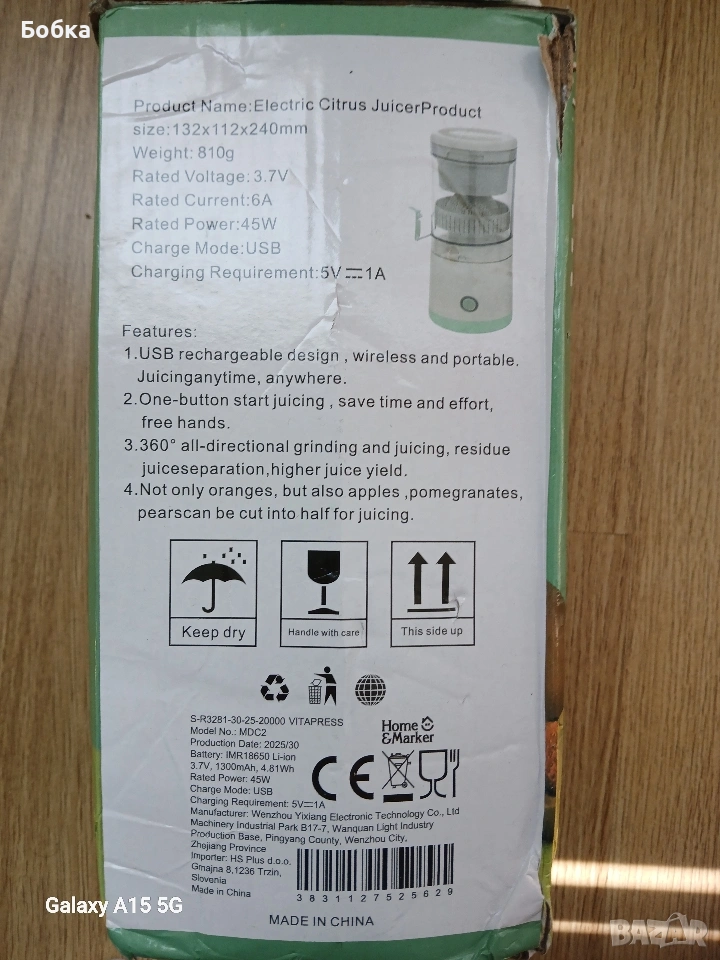 Бобка
Product Name:Electric Citrus JuicerProduct
size:132x112x240mm
Weight: 810g
Rated Voltage: 3.7V
Rated Current:6A
Rated Power:45W
Charge Mode:USB
Charging Requirement:5V⎓1A
Features:
1.USB rechargeable design , wireless and portable.
Juicinganytime, anywhere.
2.One-button start juicing , save time and effort,
free hands.
3.360° all-directional grinding and juicing, residue
juiceseparation,higher juice yield.
4.Not only oranges, but also apples ,pomegranates,
pearscan be cut into half for juicing.
Keep dry
Handle with care
This side up
S-R3281-30-25-20000 VITAPRESS
Model No.: MDC2
Production Date: 2025/30
Battery: IMR18650 Li-ion
3.7V, 1300mAh, 4.81Wh
Rated Power: 45W
Charge Mode: USB
Charging Requirement: 5V⎓1A
Manufacturer: Wenzhou Yixiang Electronic Technology Co., Ltd
Machinery Industrial Park B17-7, Wanquan Light Industry
Production Base, Pingyang County, Wenzhou City,
Zhejiang Province
Importer: HS Plus d.o.o.
Gmajna 8,1236 Trzin,
Slovenia
Made in China
Home
&Marker
CE
3831127525629
MADE IN CHINA
Galaxy A15 5G
BAZAR